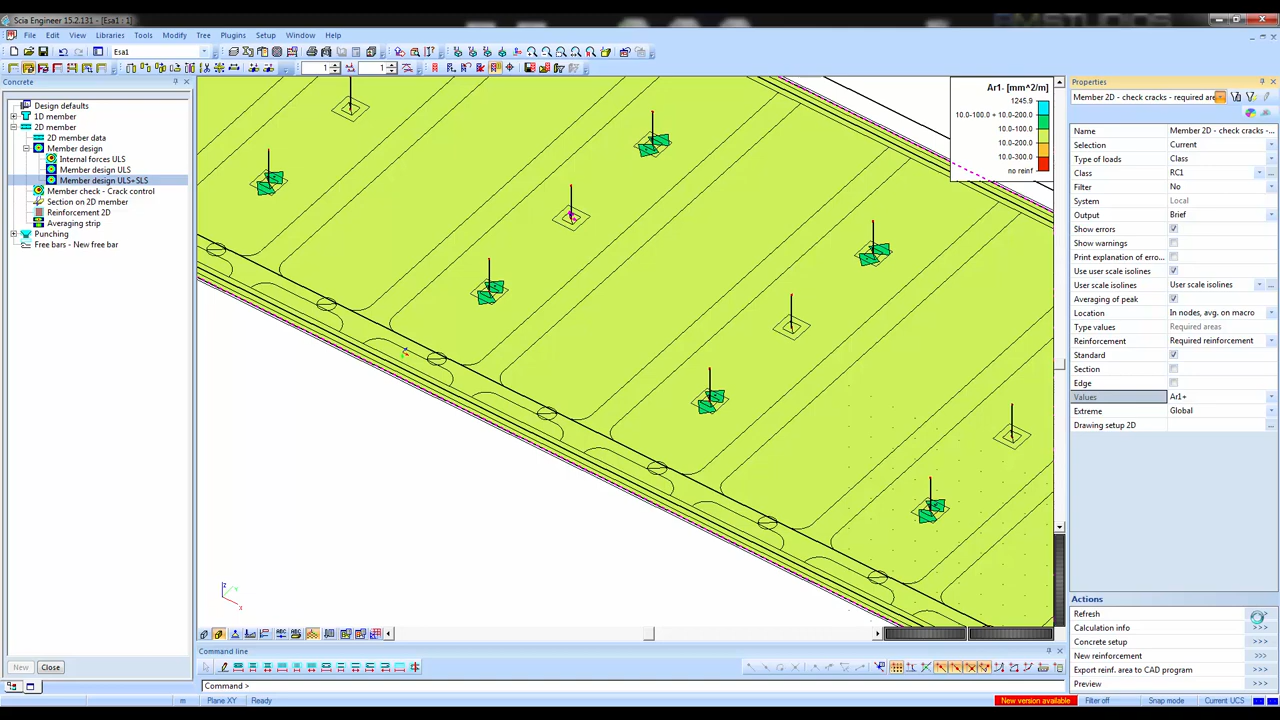 Scia Engineer 15.2.131 - [Esa1 : 1]
File Edit View Libraries Tools Modify Tree Plugins Setup Window Help
Esa1
1 1
Concrete
Design defaults
1D member
2D member
2D member data
Member design
Internal forces ULS
Member design ULS
Member design ULS+SLS
Member check - Crack control
Section on 2D member
Reinforcement 2D
Averaging strip
Punching
Free bars - New free bar
New Close
Ar1- [mm^2/m]
1245.9
10.0-100.0 + 10.0-200.0
10.0-100.0
10.0-200.0
10.0-300.0
no reinf
z
x
Properties
Member 2D - check cracks - required are
Name Member 2D - check cracks -
Selection Current
Type of loads Class
Class RC1
Filter No
System Local
Output Brief
Show errors
Show warnings
Print explanation of erro...
Use user scale isolines
User scale isolines User scale isolines
Averaging of peak
Location In nodes, avg. on macro
Type values Required areas
Reinforcement Required reinforcement
Standard
Section
Edge
Values Ar1+
Extreme Global
Drawing setup 2D
Actions
Refresh
Calculation info >>>
Concrete setup >>>
New reinforcement >>>
Export reinf. area to CAD program >>>
Preview >>>
Command line
Command >
m Plane XY Ready New version available Filter off Snap mode Current UCS